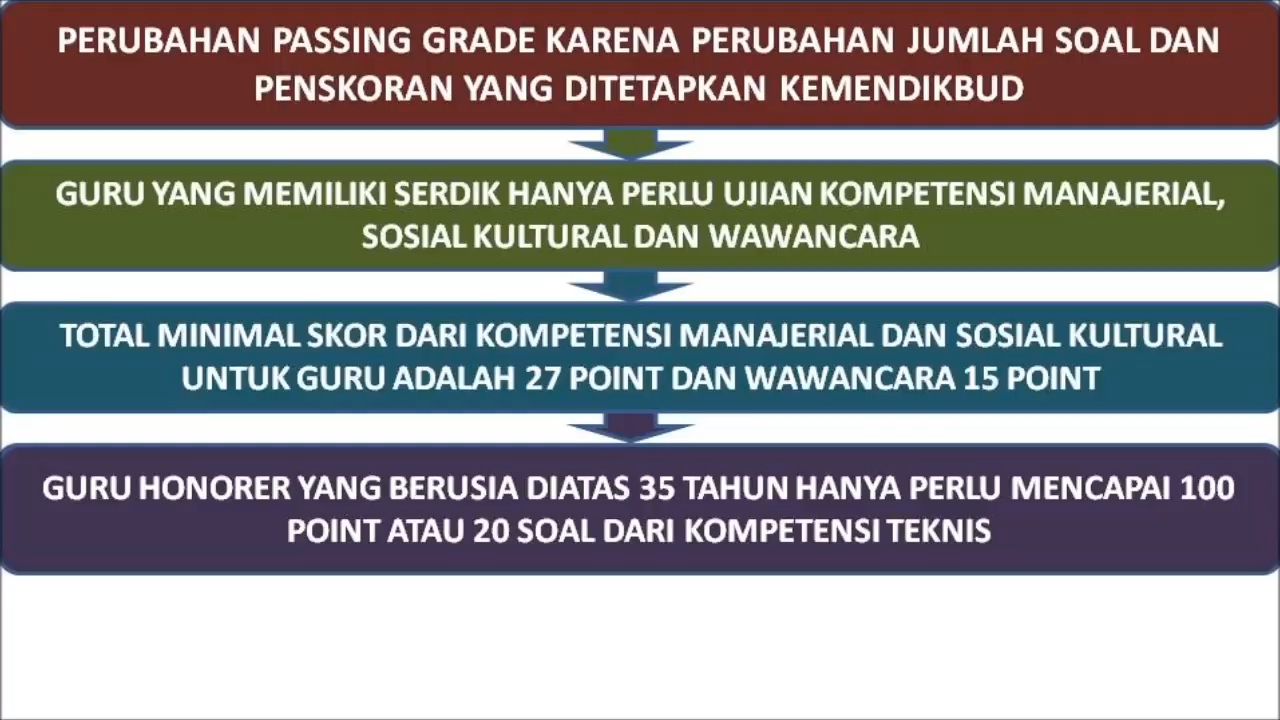 PERUBAHAN PASSING GRADE KARENA PERUBAHAN JUMLAH SOAL DAN
PENSKORAN YANG DITETAPKAN KEMENDIKBUD
GURU YANG MEMILIKI SERDIK HANYA PERLU UJIAN KOMPETENSI MANAJERIAL,
SOSIAL KULTURAL DAN WAWANCARA
TOTAL MINIMAL SKOR DARI KOMPETENSI MANAJERIAL DAN SOSIAL KULTURAL
UNTUK GURU ADALAH 27 POINT DAN WAWANCARA 15 POINT
GURU HONORER YANG BERUSIA DIATAS 35 TAHUN HANYA PERLU MENCAPAI 100
POINT ATAU 20 SOAL DARI KOMPETENSI TEKNIS